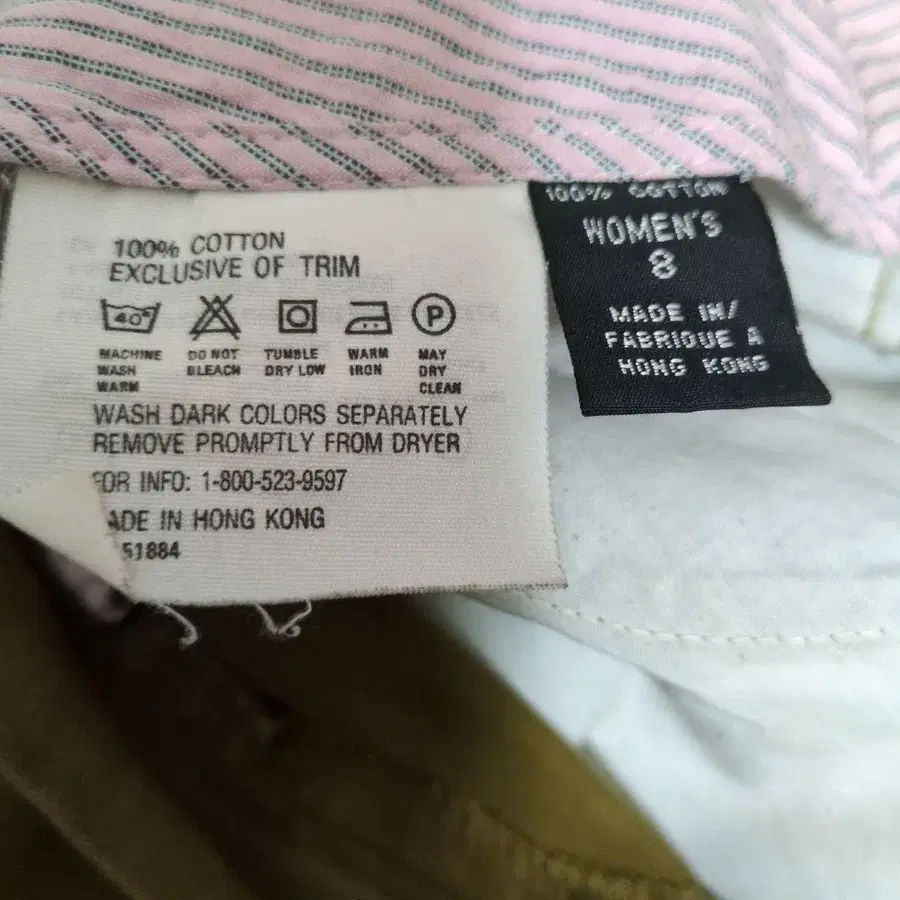 100% COTTON
EXCLUSIVE OF TRIM
40°
P
MACHINE WASH WARM
DO NOT BLEACH
TUMBLE DRY LOW
WARM IRON
MAY DRY CLEAN
WASH DARK COLORS SEPARATELY
REMOVE PROMPTLY FROM DRYER
FOR INFO: 1-800-523-9597
ADE IN HONG KONG
51884
100% COTTON
WOMEN'S
8
MADE IN/
FABRIQUE A
HONG KONG